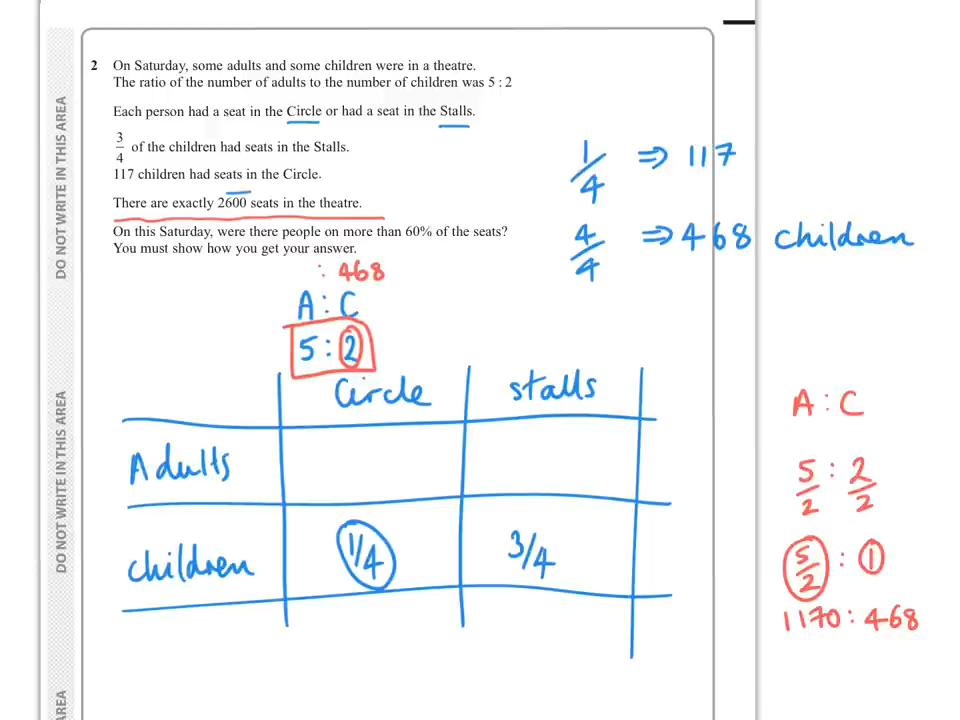 2 On Saturday, some adults and some children were in a theatre.
The ratio of the number of adults to the number of children was 5 : 2
Each person had a seat in the Circle or had a seat in the Stalls.
3/4 of the children had seats in the Stalls.
117 children had seats in the Circle.
There are exactly 2600 seats in the theatre.
On this Saturday, were there people on more than 60% of the seats?
You must show how you get your answer.
1/4 ⇒ 117
4/4 ⇒ 468 children
: 468
A : C
5 : 2
Circle stalls
Adults
children 1/4 3/4
A : C
5/2 : 2/2
5/2 : 1
1170 : 468
DO NOT WRITE IN THIS AREA
DO NOT WRITE IN THIS AREA
AREA